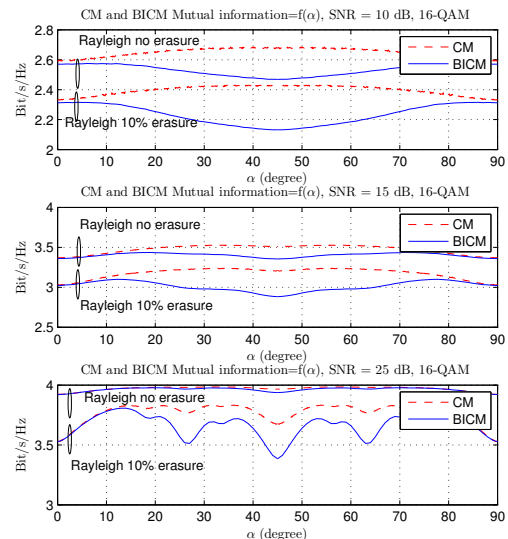 CM and BICM Mutual information=f(α), SNR = 10 dB, 16-QAM
2.8
2.6
2.4
2.2
2
Bit/s/Hz
Rayleigh no erasure
Rayleigh 10% erasure
CM
BICM
0 10 20 30 40 50 60 70 80 90
α (degree)
CM and BICM Mutual information=f(α), SNR = 15 dB, 16-QAM
4
3.5
3
2.5
Bit/s/Hz
Rayleigh no erasure
Rayleigh 10% erasure
CM
BICM
0 10 20 30 40 50 60 70 80 90
α (degree)
CM and BICM Mutual information=f(α), SNR = 25 dB, 16-QAM
4
3.5
3
Bit/s/Hz
Rayleigh no erasure
Rayleigh 10% erasure
CM
BICM
0 10 20 30 40 50 60 70 80 90
α (degree)